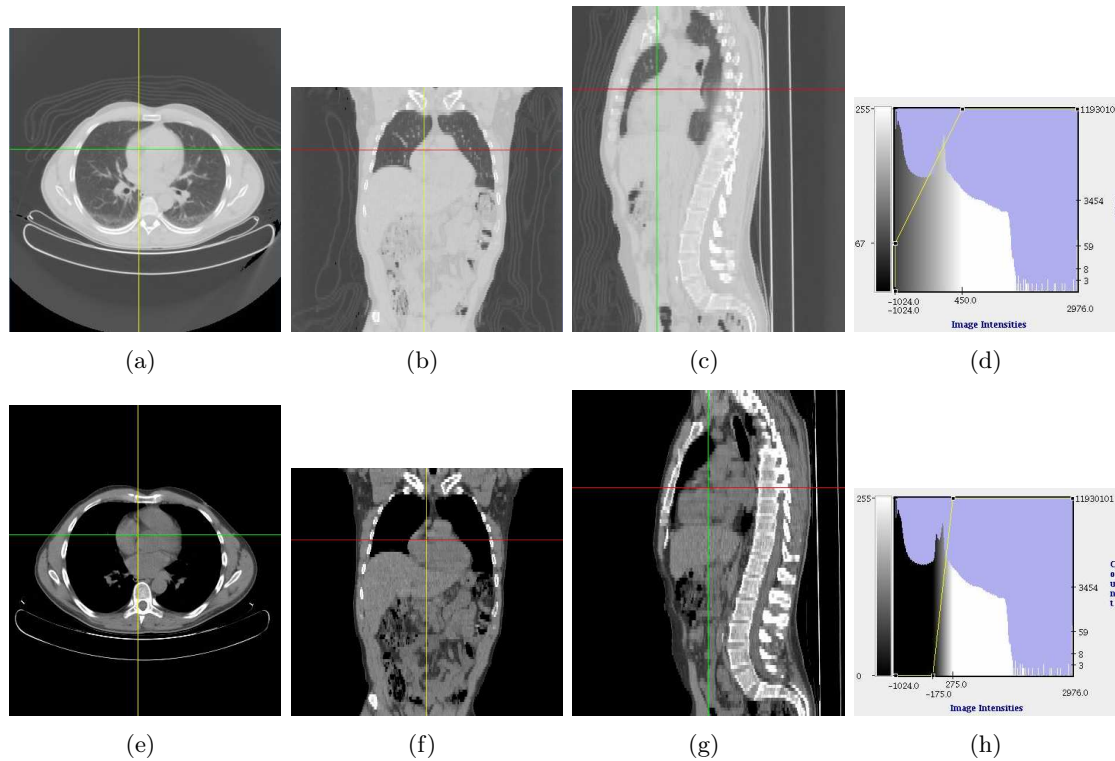 255
11930101
3454
67
59
8
3
−1024.0
450.0
2976.0
−1024.0
Image Intensities
(a)
(b)
(c)
(d)
255
11930101
C
o
u
n
t
3454
59
8
3
0
−1024.0
275.0
2976.0
−175.0
Image Intensities
(e)
(f)
(g)
(h)